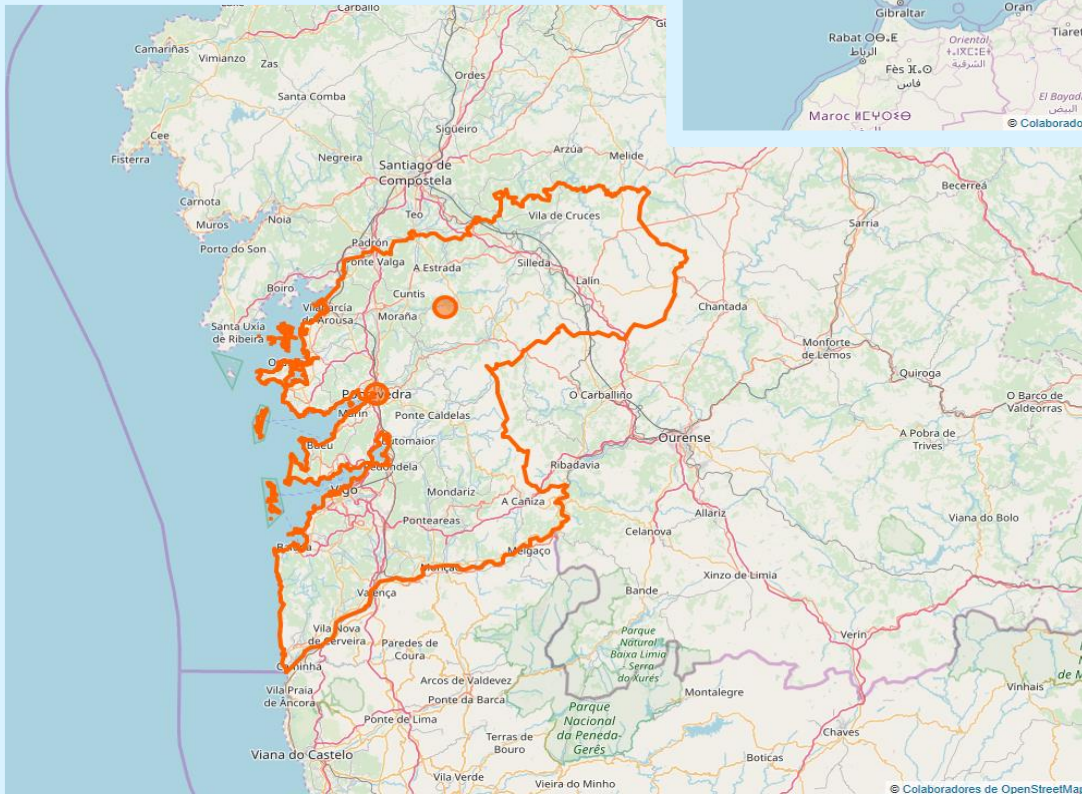 Carballo
Gibraltar
Oran
Camariñas
Vimianzo
Zas
Rabat ⵔⴱⴰⵟ
الرباط
Oriental
الشرقية
Tiaret
Fès ⴼⴰⵙ
فاس
Ordes
Santa Comba
El Bayadh
البيض
Maroc ⵍⵎⵖⵔⵉⴱ
© Colaborado
Sigueiro
Cee
Fisterra
Negreira
Santiago de
Compostela
Arzúa
Melide
Becerreá
Carnota
Muros
Noia
Teo
Vila de Cruces
Sarria
Porto do Son
Padrón
Ponte Valga
A Estrada
Silleda
Lalín
Boiro
Cuntis
Vilagarcía
de Arousa
Moraña
Chantada
Santa Uxía
de Ribeira
Monforte
de Lemos
Quiroga
Pontevedra
Marín
Ponte Caldelas
O Carballiño
O Barco de
Valdeorras
Bueu
Soutomaior
Redondela
Ourense
A Pobra de
Trives
Ribadavia
Vigo
Mondariz
A Cañiza
Allariz
Viana do Bolo
Ponteareas
Celanova
Baiona
Melgaço
Monção
Xinzo de Limia
Valença
Bande
Vila Nova
de Cerveira
Paredes de
Coura
Parque
Natural
Baixa Limia
Serra
do Xurés
Verín
Caminha
Vila Praia
de Âncora
Arcos de Valdevez
Ponte da Barca
Montalegre
Vinhais
de M
Ponte de Lima
Parque
Nacional
da Peneda-
Gerês
Terras de
Bouro
Chaves
Viana do Castelo
Boticas
Vila Verde
Vieira do Minho
© Colaboradores de OpenStreetMap